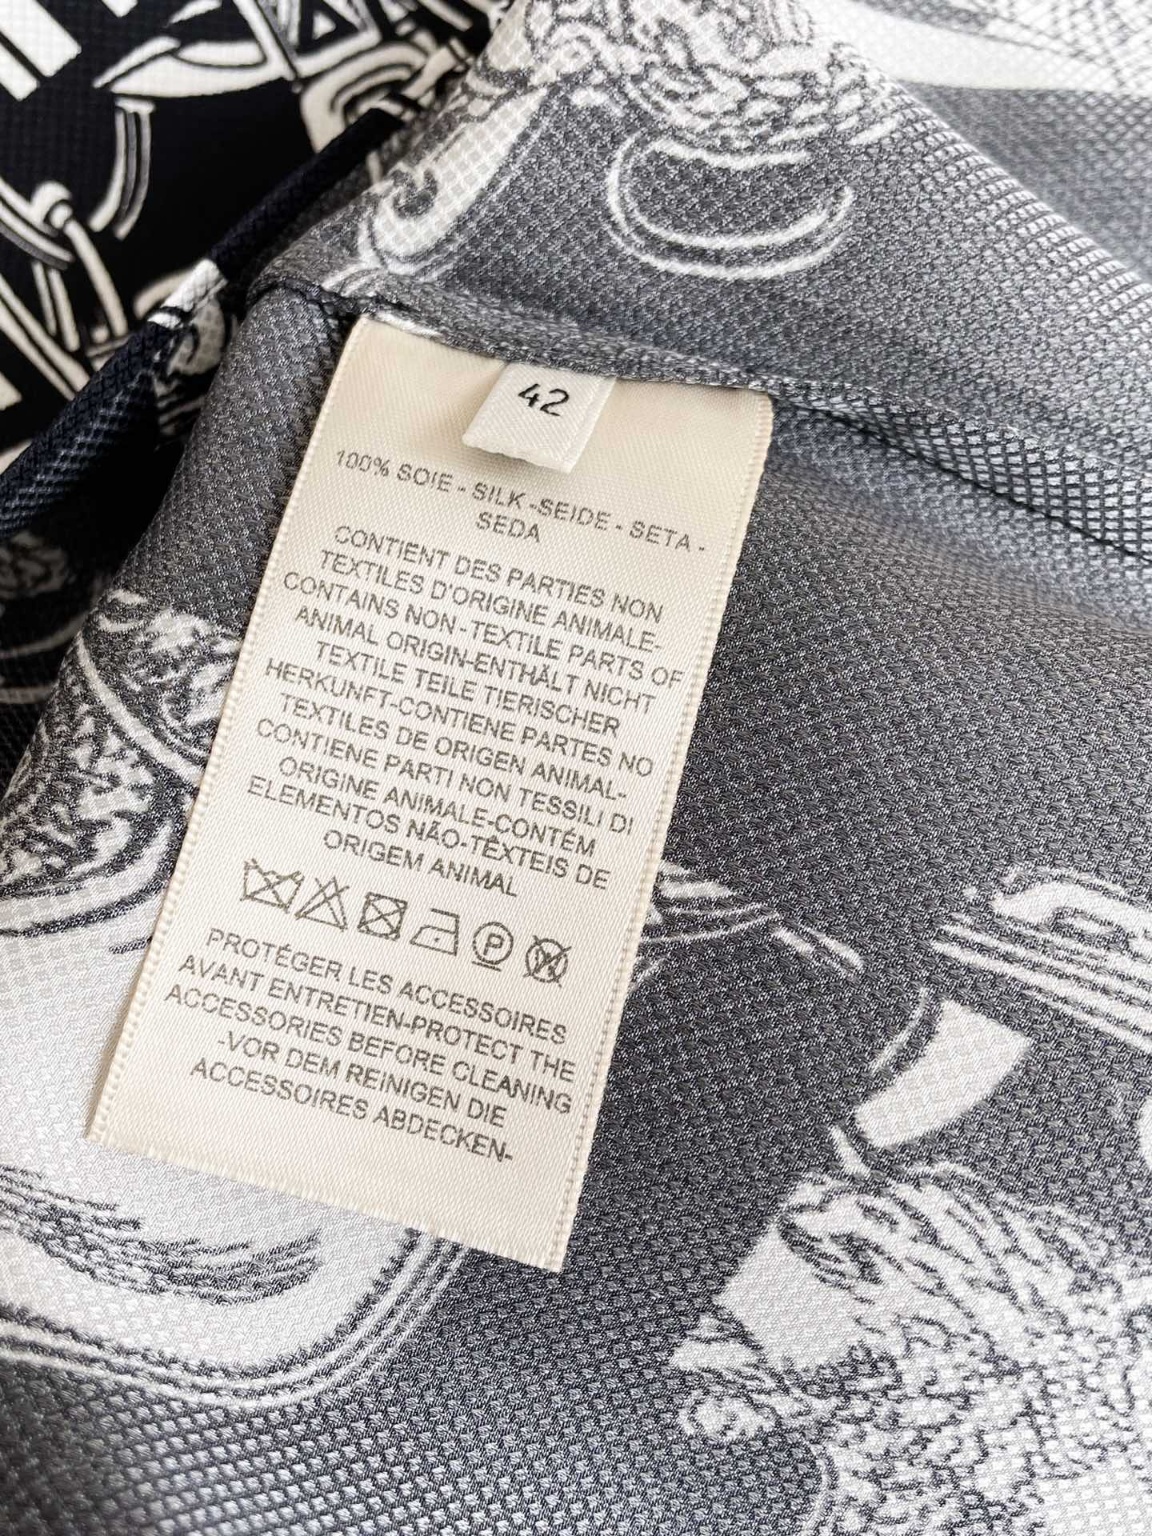 42
100% SOIE - SILK -SEIDE - SETA -
SEDA
CONTIENT DES PARTIES NON
TEXTILES D'ORIGINE ANIMALE-
CONTAINS NON-TEXTILE PARTS OF
ANIMAL ORIGIN-ENTHÄLT NICHT
TEXTILE TEILE TIERISCHER
HERKUNFT-CONTIENE PARTES NO
TEXTILES DE ORIGEN ANIMAL-
CONTIENE PARTI NON TESSILI DI
ORIGINE ANIMALE-CONTÉM
ELEMENTOS NÃO-TÊXTEIS DE
ORIGEM ANIMAL
P
PROTÉGER LES ACCESSOIRES
AVANT ENTRETIEN-PROTECT THE
ACCESSORIES BEFORE CLEANING
-VOR DEM REINIGEN DIE
ACCESSOIRES ABDECKEN-